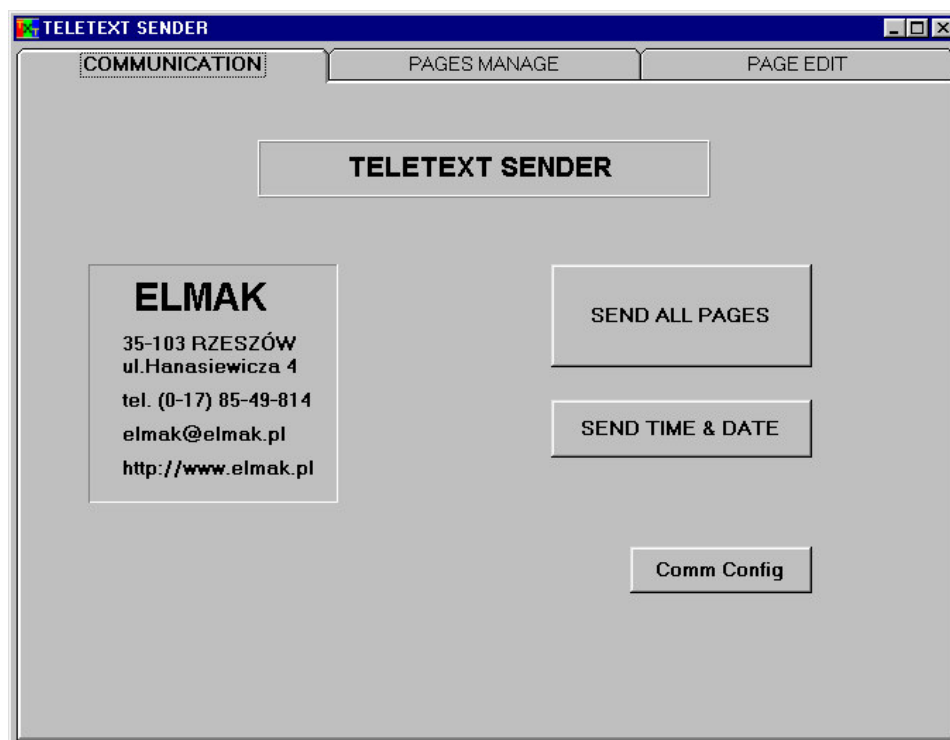 TELETEXT SENDER
COMMUNICATION
PAGES MANAGE
PAGE EDIT
TELETEXT SENDER
ELMAK
35-103 RZESZÓW
ul.Hanasiewicza 4
tel. (0-17) 85-49-814
elmak@elmak.pl
http://www.elmak.pl
SEND ALL PAGES
SEND TIME & DATE
Comm Config